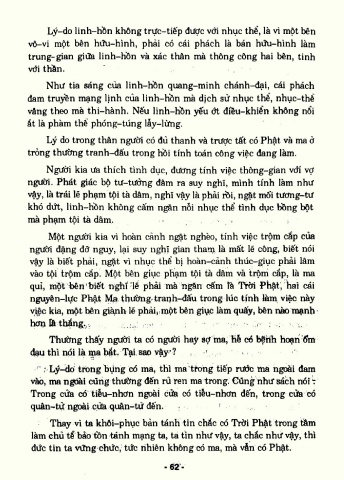 Lý-do linh-hồn không trực-tiếp được với nhục thể, là vì một bên
vô-vi một bên hữu-hình, phải có cái phách là bán hữu-hình làm
trung-gian giữa linh-hồn và xác thân mà thông công hai bên, tinh
với thần.
Như tia sáng của linh-hồn quang-minh chánh-đại, cái phách
đam truyền mạng lịnh của linh-hồn mà dịch sử nhục thể, nhục-thể
vâng theo mà thi-hành. Nếu linh-hồn yếu ớt điều-khiển không nổi
ắt là phàm thể phóng-túng lẫy-lừng.
Lý do trong thân người có đủ thanh và trược tất có Phật và ma ở
trỏng thường tranh-đấu trong hồi tính toán công việc đang làm.
Người kia ưa thích tình dục, đương tính việc thông-gian với vợ
người. Phát giác bộ tư-tưởng đâm ra suy nghĩ, mình tính làm như
vậy, là trái lẽ phạm tội tà dâm, nghĩ vậy là phải rồi, ngặt mối tương-tư
khó dứt, linh-hồn không cấm ngăn nổi nhục thể tình dục bồng bột
mà phạm tội tà dâm.
Một người kia vì hoàn cảnh ngặt nghèo, tính việc trộm cắp của
người đặng đỡ nguy, lại suy nghĩ gian tham là mất lẽ công, biết nói
vậy là biết phải, ngặt vì nhục thể bị hoàn-cảnh thúc-giục phải lâm
vào tội trộm cắp. Một bên giục phạm tội tà dâm và trộm cắp, là ma
quỉ, một bên biết nghĩ lẽ phải mà ngăn cấm là Trời Phật, hai cái
nguyên-lực Phật Ma thường tranh-đấu trong lúc tính làm việc này
việc kia, một bên giành lẽ phải, một bên giục làm quấy, bên nào mạnh
hơn là thắng.
Thường thấy người ta có người hay sợ ma, hễ có bệnh hoạn ốm
đau thì nói là ma bắt. Tại sao vậy ?
Lý-do trong bụng có ma, thì ma trong tiếp rước ma ngoài đam
vào, ma ngoài cũng thường đến rủ ren ma trong. Cũng như sách nói :
Trong cửa có tiểu-nhơn ngoài cửa có tiểu-nhơn đến, trong cửa có
quân-tử ngoài cửa quân-tử đến.
Thay vì ta khôi-phục bản tánh tin chắc có Trời Phật trong tâm
làm chủ tể bảo tồn tánh mạng ta, ta tin như vậy, ta chắc như vậy, thì
đức tin ta vững chức, tức nhiên không có ma, mà vẫn có Phật.
- 62 -